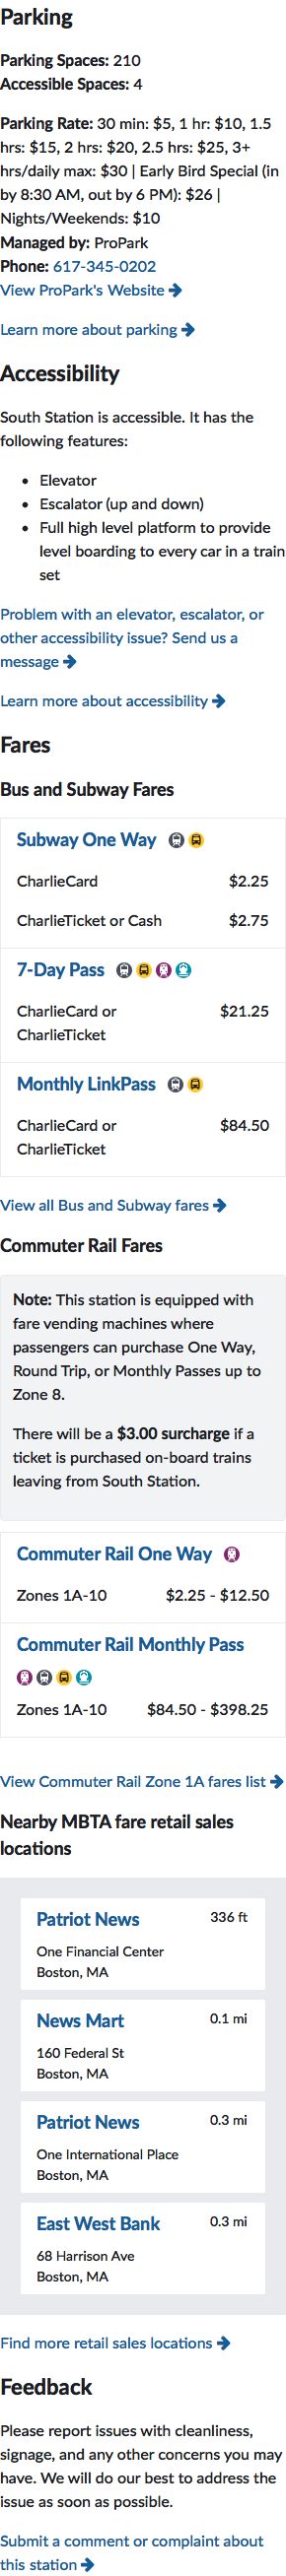 Parking
Parking Spaces: 210
Accessible Spaces: 4
Parking Rate: 30 min: $5, 1 hr: $10, 1.5
hrs: $15, 2 hrs: $20, 2.5 hrs: $25, 3+
hrs/daily max: $30 | Early Bird Special (in
by 8:30 AM, out by 6 PM): $26 |
Nights/Weekends: $10
Managed by: ProPark
Phone: 617-345-0202
View ProPark's Website
Learn more about parking
Accessibility
South Station is accessible. It has the
following features:
Elevator
Escalator (up and down)
Full high level platform to provide
level boarding to every car in a train
set
Problem with an elevator, escalator, or
other accessibility issue? Send us a
message
Learn more about accessibility
Fares
Bus and Subway Fares
Subway One Way
CharlieCard $2.25
CharlieTicket or Cash $2.75
7-Day Pass
CharlieCard or $21.25
CharlieTicket
Monthly LinkPass
CharlieCard or $84.50
CharlieTicket
View all Bus and Subway fares
Commuter Rail Fares
Note: This station is equipped with
fare vending machines where
passengers can purchase One Way,
Round Trip, or Monthly Passes up to
Zone 8.
There will be a $3.00 surcharge if a
ticket is purchased on-board trains
leaving from South Station.
Commuter Rail One Way
Zones 1A-10 $2.25 - $12.50
Commuter Rail Monthly Pass
Zones 1A-10 $84.50 - $398.25
View Commuter Rail Zone 1A fares list
Nearby MBTA fare retail sales
locations
Patriot News 336 ft
One Financial Center
Boston, MA
News Mart 0.1 mi
160 Federal St
Boston, MA
Patriot News 0.3 mi
One International Place
Boston, MA
East West Bank 0.3 mi
68 Harrison Ave
Boston, MA
Find more retail sales locations
Feedback
Please report issues with cleanliness,
signage, and any other concerns you may
have. We will do our best to address the
issue as soon as possible.
Submit a comment or complaint about
this station